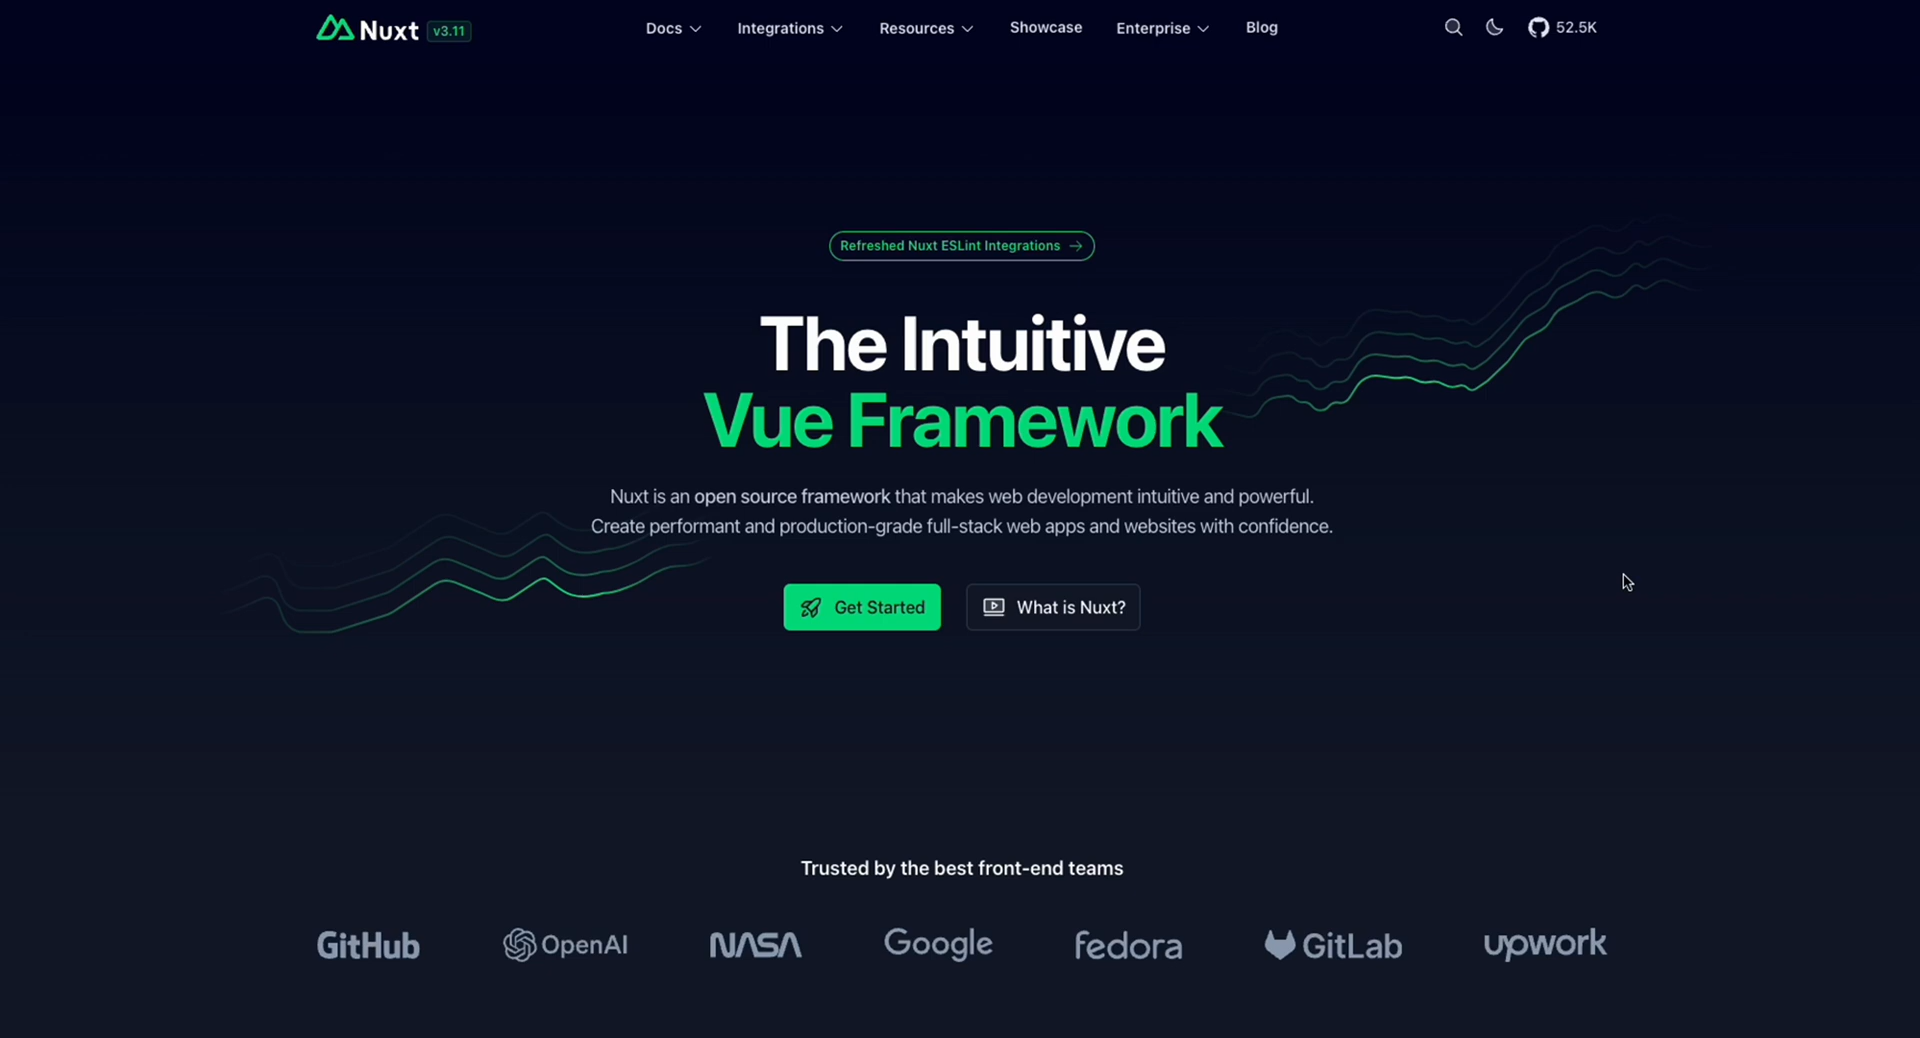 Nuxt v3.11
Docs Integrations Resources Showcase Enterprise Blog 52.5K
Refreshed Nuxt ESLint Integrations
The Intuitive
Vue Framework
Nuxt is an open source framework that makes web development intuitive and powerful.
Create performant and production-grade full-stack web apps and websites with confidence.
Get Started What is Nuxt?
Trusted by the best front-end teams
GitHub OpenAI NASA Google fedora GitLab upwork